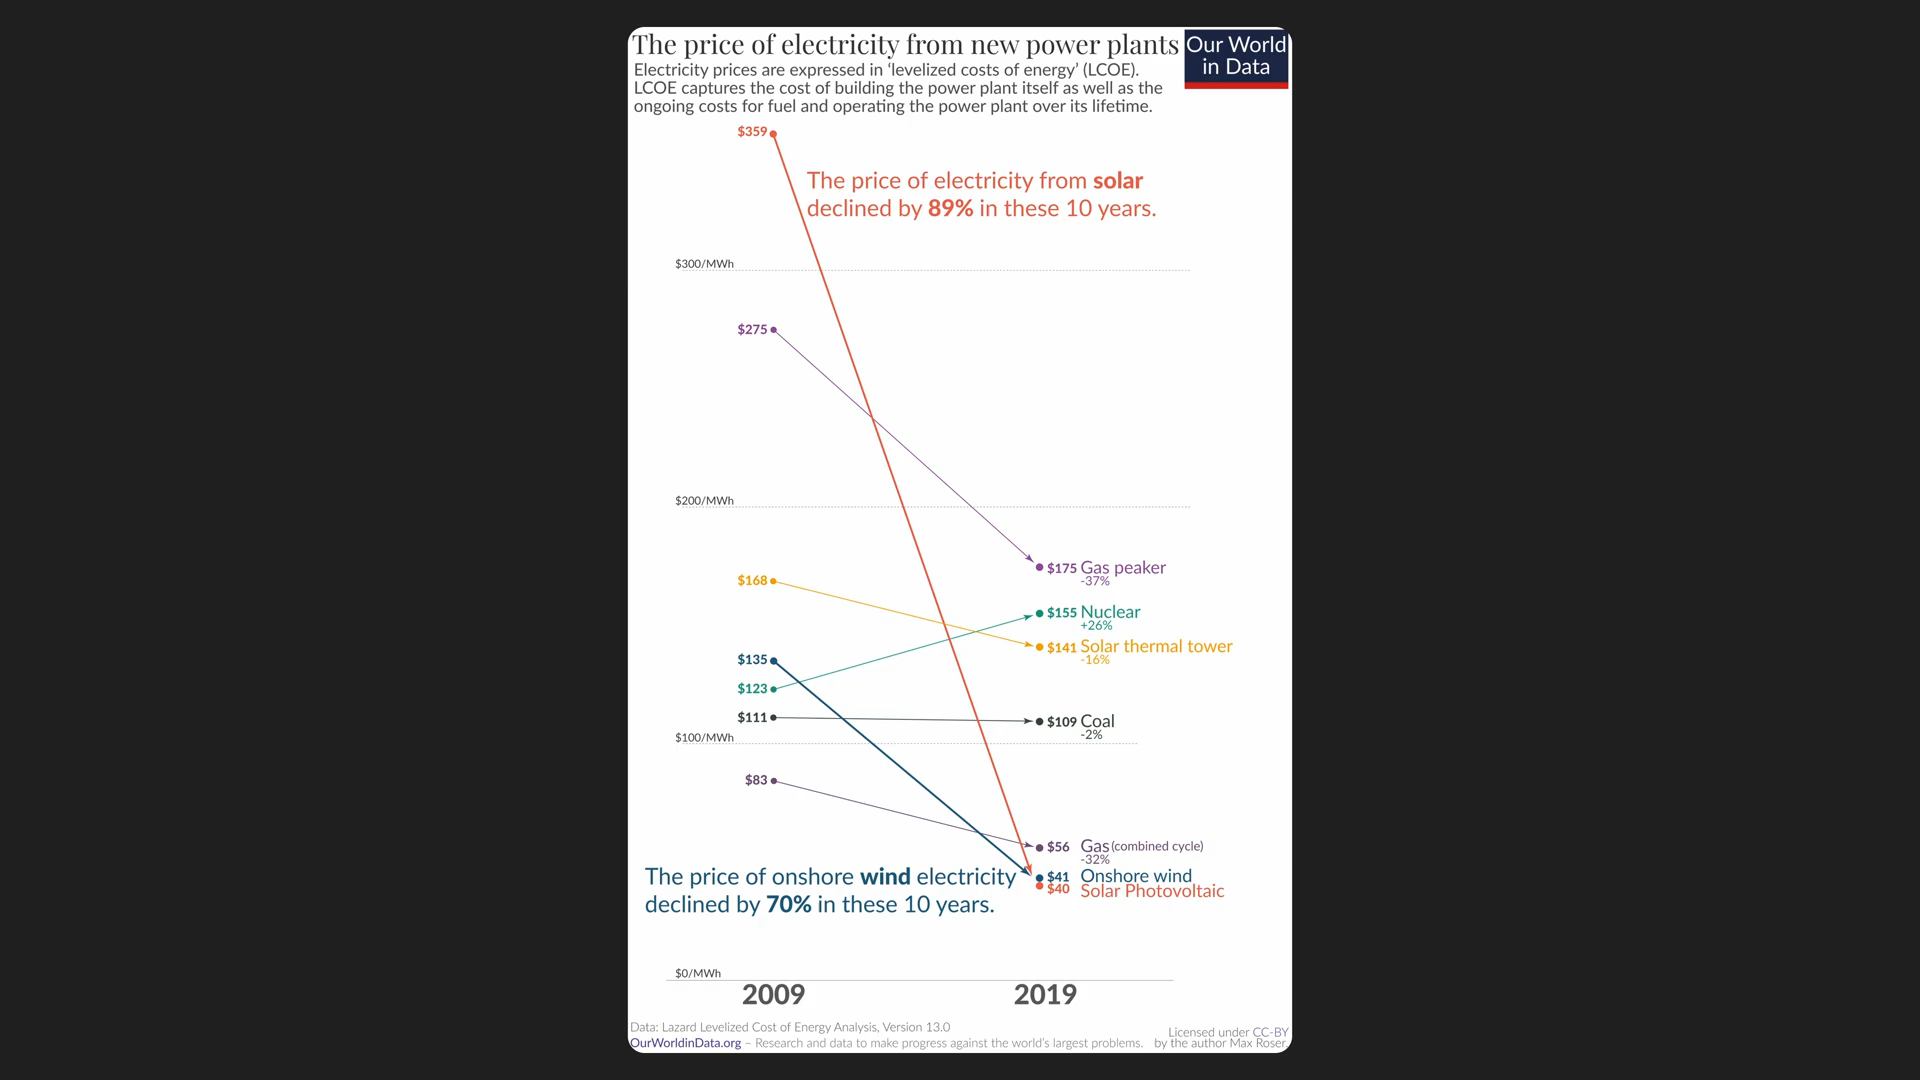 The price of electricity from new power plants
Our World
in Data
Electricity prices are expressed in ‘levelized costs of energy’ (LCOE).
LCOE captures the cost of building the power plant itself as well as the
ongoing costs for fuel and operating the power plant over its lifetime.
$359
The price of electricity from solar
declined by 89% in these 10 years.
$300/MWh
$275
$200/MWh
$175 Gas peaker
-37%
$168
$155 Nuclear
+26%
$141 Solar thermal tower
-16%
$135
$123
$111
$109 Coal
-2%
$100/MWh
$83
$56 Gas (combined cycle)
-32%
$41 Onshore wind
$40 Solar Photovoltaic
The price of onshore wind electricity
declined by 70% in these 10 years.
$0/MWh
2009
2019
Data: Lazard Levelized Cost of Energy Analysis, Version 13.0
OurWorldinData.org – Research and data to make progress against the world's largest problems.
Licensed under CC-BY
by the author Max Roser.